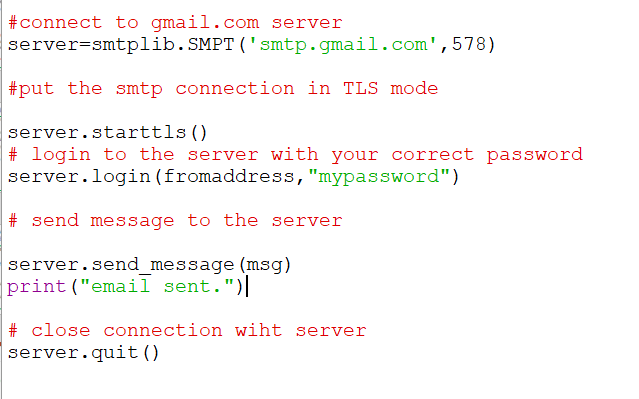 #connect to gmail.com server
server=smtplib.SMPT('smtp.gmail.com',578)
#put the smtp connection in TLS mode
server.starttls()
# login to the server with your correct password
server.login(fromaddress,"mypassword")
# send message to the server
server.send_message(msg)
print("email sent.")
# close connection wiht server
server.quit()